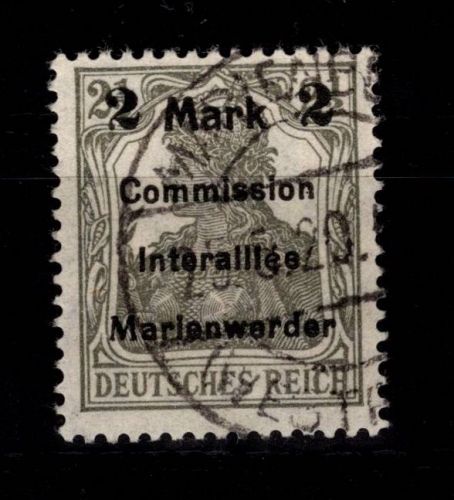 2 Mark 2
Commission
Interalliée
Marienwerder
DEUTSCHES REICH